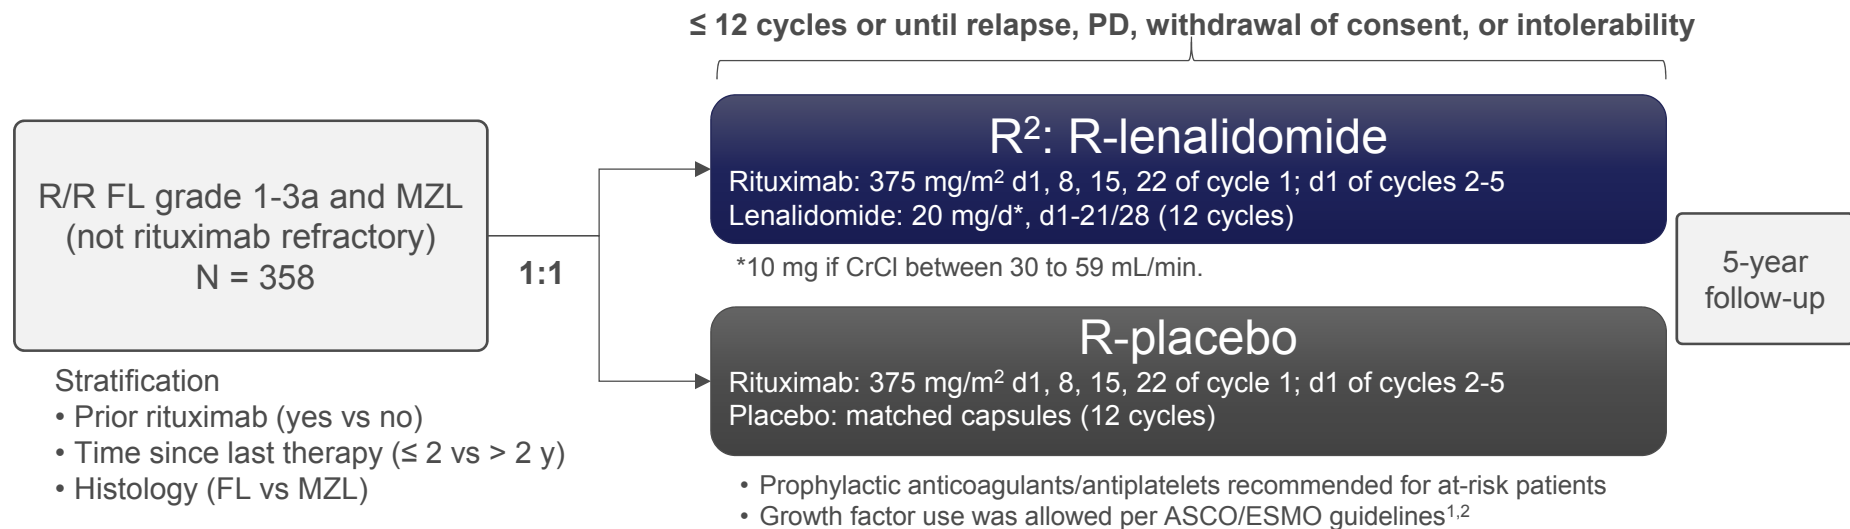 ≤ 12 cycles or until relapse, PD, withdrawal of consent, or intolerability
R/R FL grade 1-3a and MZL
(not rituximab refractory)
N = 358
Stratification
• Prior rituximab (yes vs no)
• Time since last therapy (≤ 2 vs > 2 y)
• Histology (FL vs MZL)
1:1
R²: R-lenalidomide
Rituximab: 375 mg/m² d1, 8, 15, 22 of cycle 1; d1 of cycles 2-5
Lenalidomide: 20 mg/d*, d1-21/28 (12 cycles)
*10 mg if CrCl between 30 to 59 mL/min.
R-placebo
Rituximab: 375 mg/m² d1, 8, 15, 22 of cycle 1; d1 of cycles 2-5
Placebo: matched capsules (12 cycles)
• Prophylactic anticoagulants/antiplatelets recommended for at-risk patients
• Growth factor use was allowed per ASCO/ESMO guidelines¹,²
5-year
follow-up